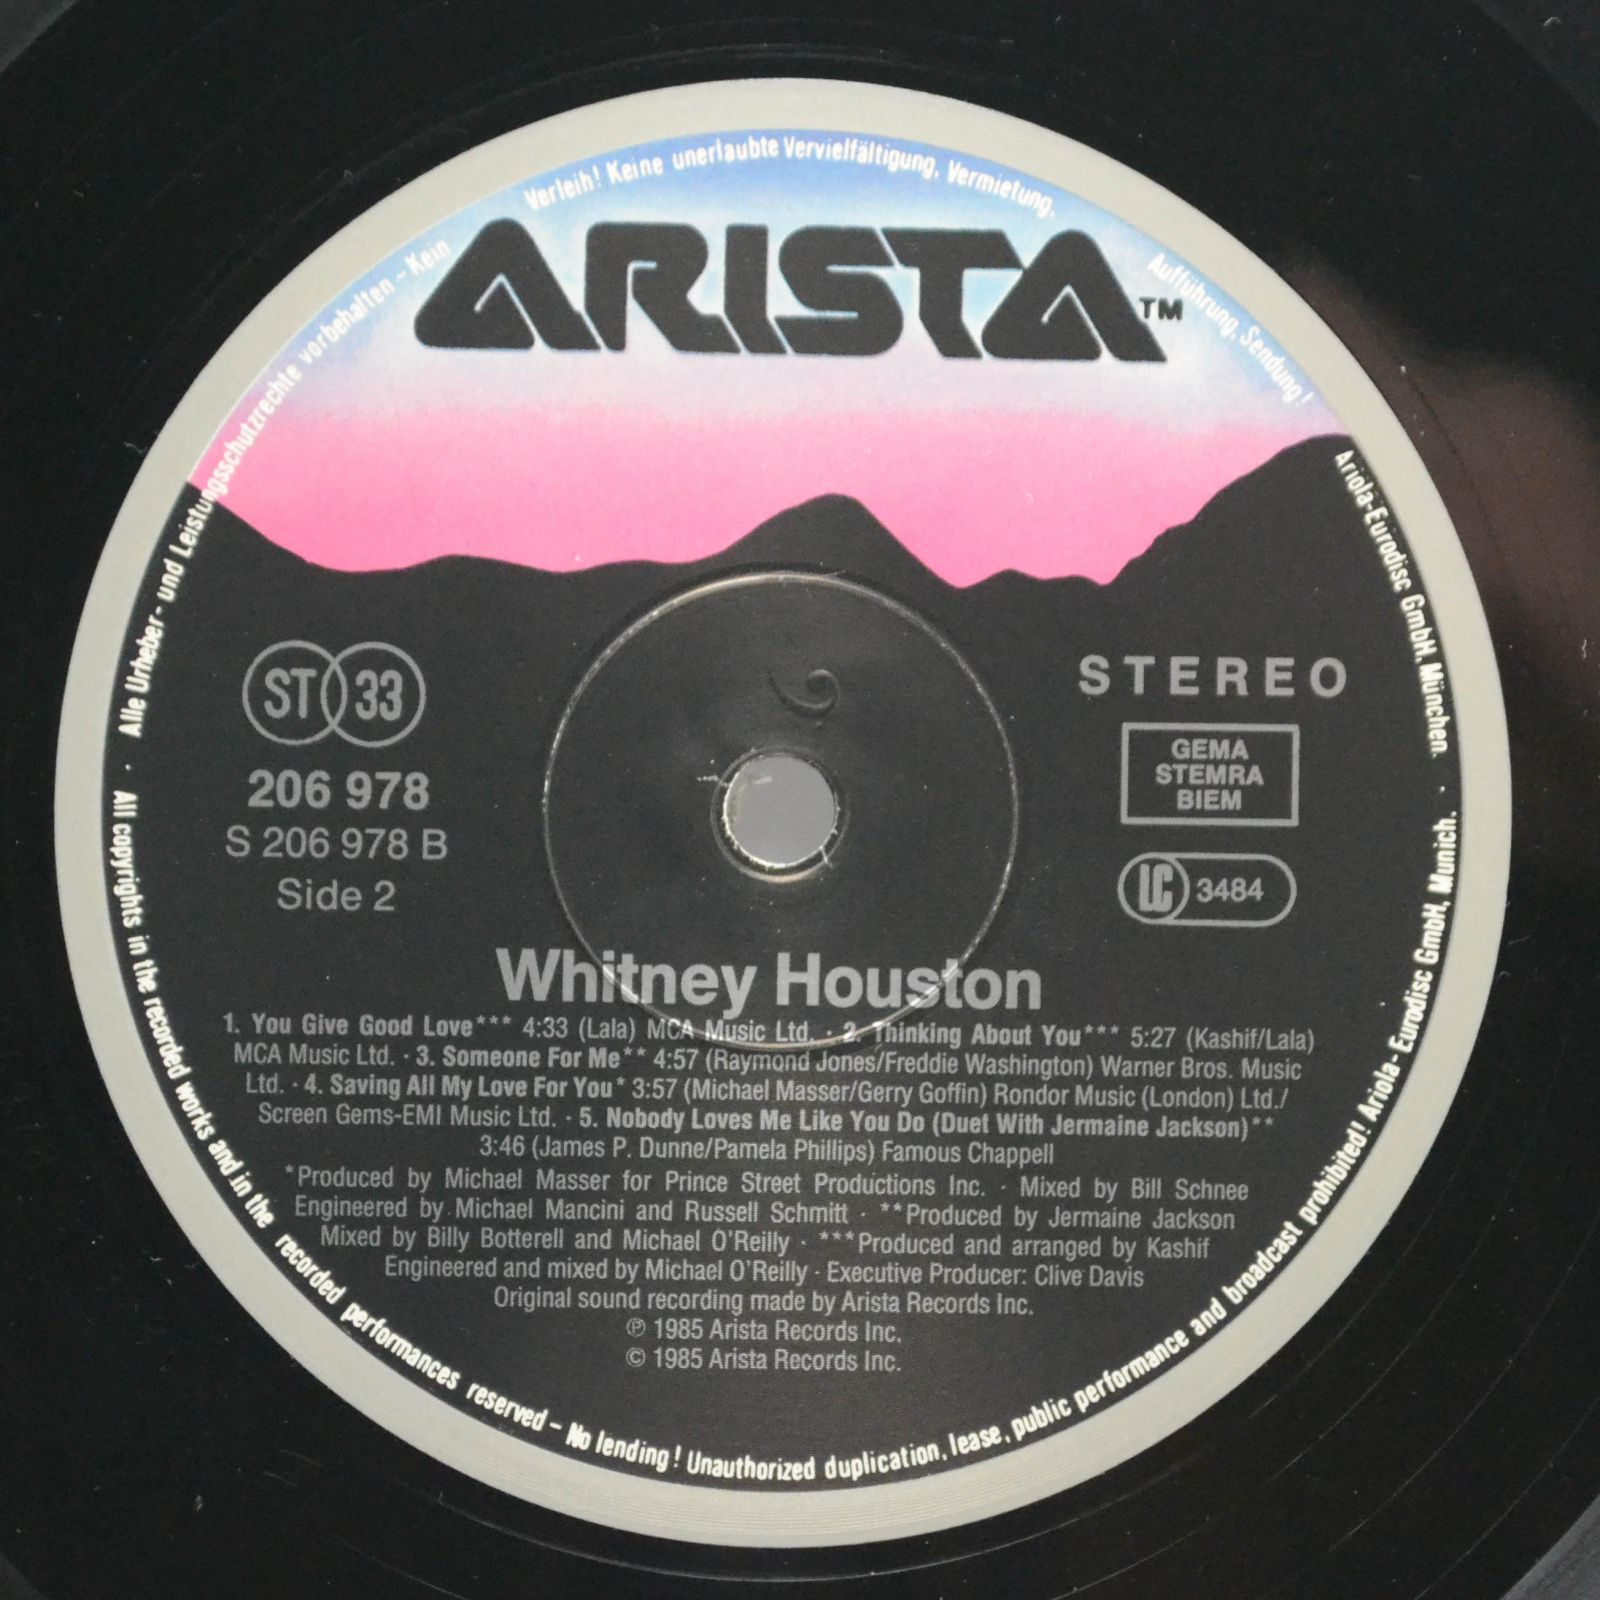 Alle Urheber- und Leistungsschutzrechte vorbehalten – Kein Verleih! Keine unerlaubte Vervielfältigung, Vermietung, Aufführung, Sendung! Ariola-Eurodisc GmbH, München. ·
ARISTA™
ST 33
206 978
S 206 978 B
Side 2
STEREO
GEMA
STEMRA
BIEM
LC 3484
Whitney Houston
1. You Give Good Love*** 4:33 (Lala) MCA Music Ltd. · 2. Thinking About You*** 5:27 (Kashif/Lala)
MCA Music Ltd. · 3. Someone For Me** 4:57 (Raymond Jones/Freddie Washington) Warner Bros. Music
Ltd. · 4. Saving All My Love For You* 3:57 (Michael Masser/Gerry Goffin) Rondor Music (London) Ltd./
Screen Gems-EMI Music Ltd. · 5. Nobody Loves Me Like You Do (Duet With Jermaine Jackson)**
3:46 (James P. Dunne/Pamela Phillips) Famous Chappell
*Produced by Michael Masser for Prince Street Productions Inc. · Mixed by Bill Schnee
Engineered by Michael Mancini and Russell Schmitt · **Produced by Jermaine Jackson
Mixed by Billy Botterell and Michael O'Reilly · ***Produced and arranged by Kashif
Engineered and mixed by Michael O'Reilly · Executive Producer: Clive Davis
Original sound recording made by Arista Records Inc.
℗ 1985 Arista Records Inc.
© 1985 Arista Records Inc.
· All copyrights in the recorded works and in the recorded performances reserved – No lending! Unauthorized duplication, lease, public performance and broadcast prohibited! Ariola-Eurodisc GmbH, Munich.